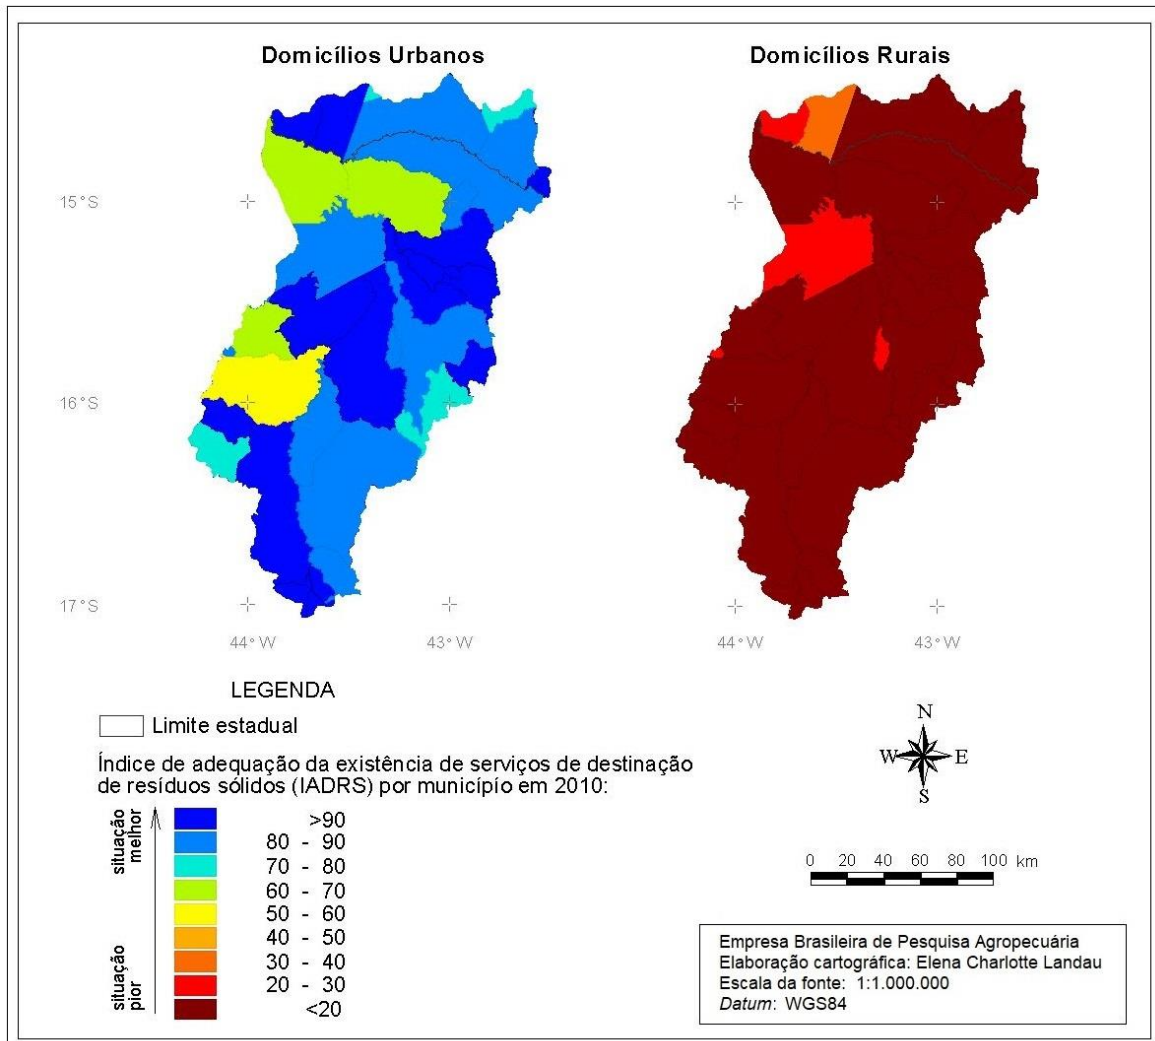 Domicílios Urbanos
Domicílios Rurais
15°S
16°S
17°S
44°W
43°W
44°W
43°W
LEGENDA
Limite estadual
Índice de adequação da existência de serviços de destinação
de resíduos sólidos (IADRS) por município em 2010:
situação
melhor
situação
pior
>90
80 - 90
70 - 80
60 - 70
50 - 60
40 - 50
30 - 40
20 - 30
<20
N
W
E
S
0 20 40 60 80 100 km
Empresa Brasileira de Pesquisa Agropecuária
Elaboração cartográfica: Elena Charlotte Landau
Escala da fonte: 1:1.000.000
Datum: WGS84